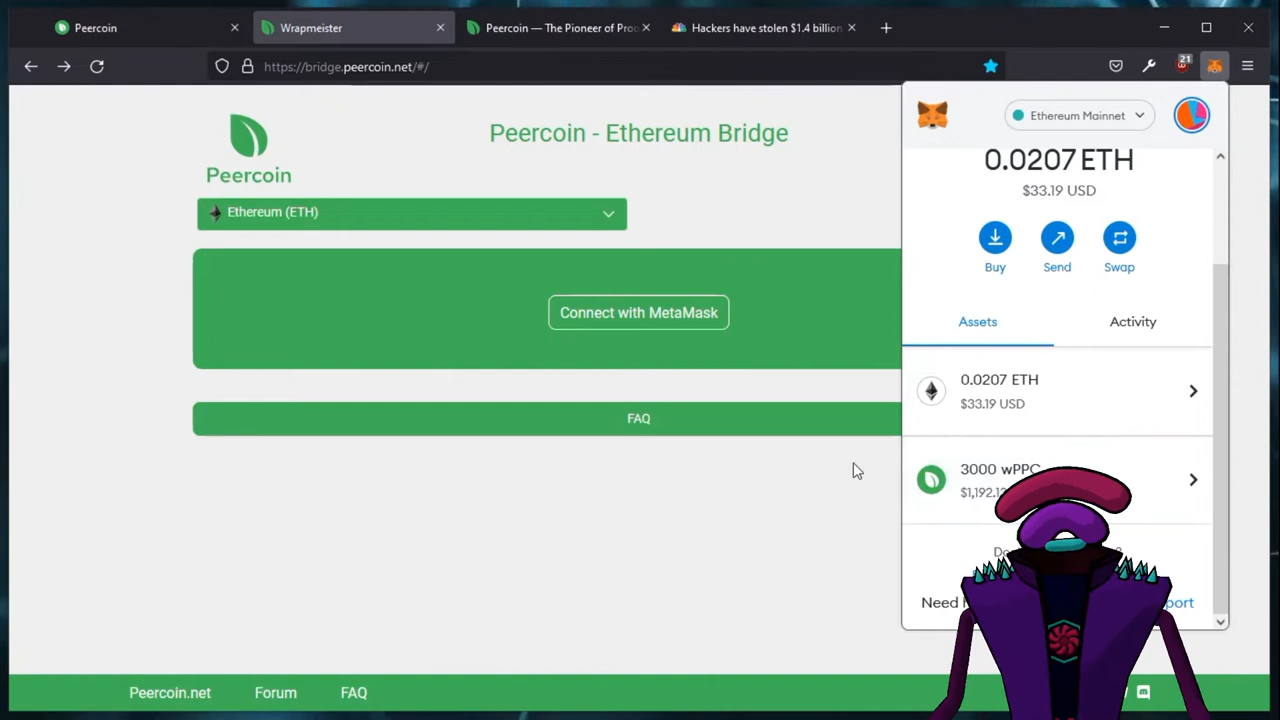 Peercoin
Wrapmeister
Peercoin — The Pioneer of Proo
Hackers have stolen $1.4 billion
https://bridge.peercoin.net/#/
21
Peercoin
Peercoin - Ethereum Bridge
Ethereum (ETH)
Connect with MetaMask
FAQ
Ethereum Mainnet
0.0207 ETH
$33.19 USD
Buy
Send
Swap
Assets
Activity
0.0207 ETH
$33.19 USD
3000 wPPC
$1,192.1
Need
port
Peercoin.net
Forum
FAQ